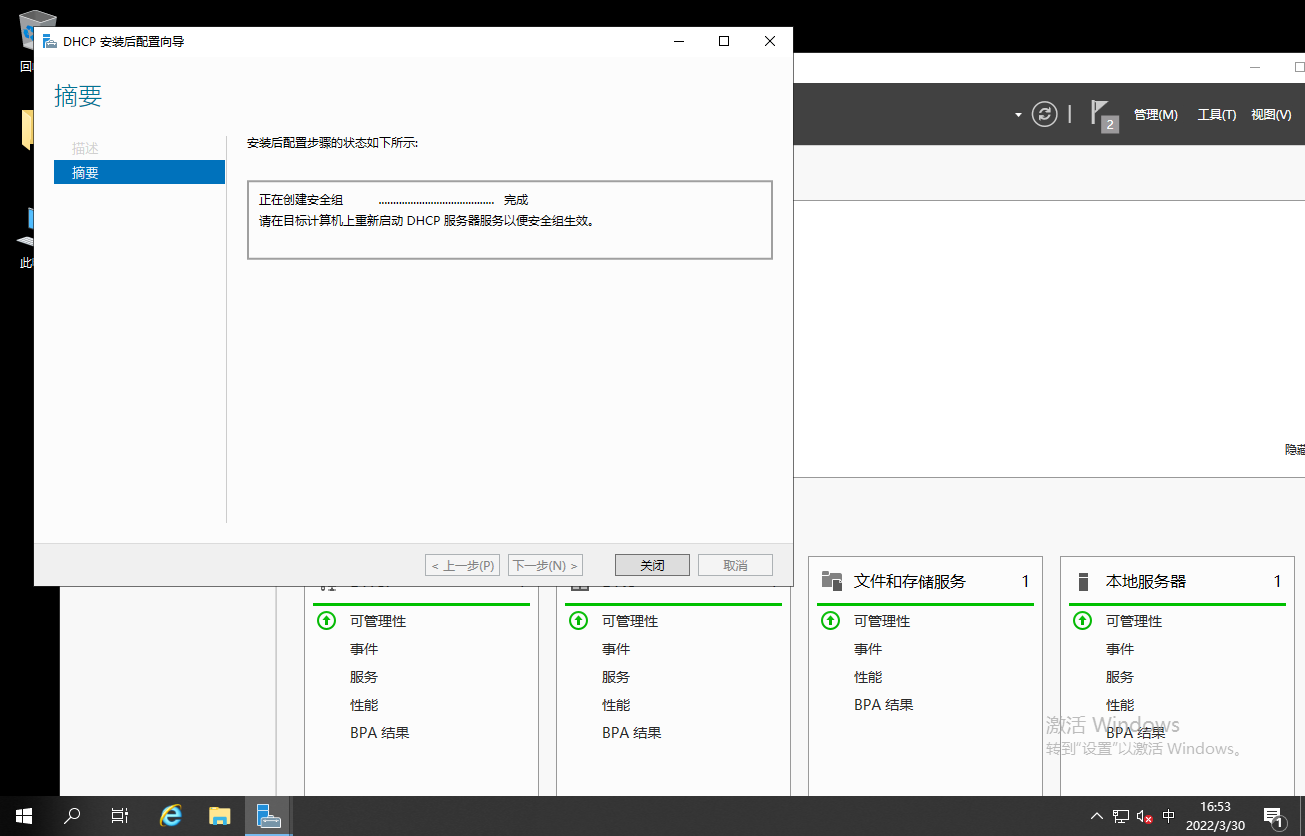 DHCP 安装后配置向导
摘要
描述
摘要
安装后配置步骤的状态如下所示:
正在创建安全组 ....................................... 完成
请在目标计算机上重新启动 DHCP 服务器服务以便安全组生效。
< 上一步(P)
下一步(N) >
关闭
取消
2
管理(M)
工具(T)
视图(V)
隐藏
可管理性
事件
服务
性能
BPA 结果
可管理性
事件
服务
性能
BPA 结果
文件和存储服务 1
可管理性
事件
性能
BPA 结果
本地服务器 1
可管理性
事件
服务
性能
BPA 结果
激活 Windows
转到“设置”以激活 Windows。
中
16:53
2022/3/30
1